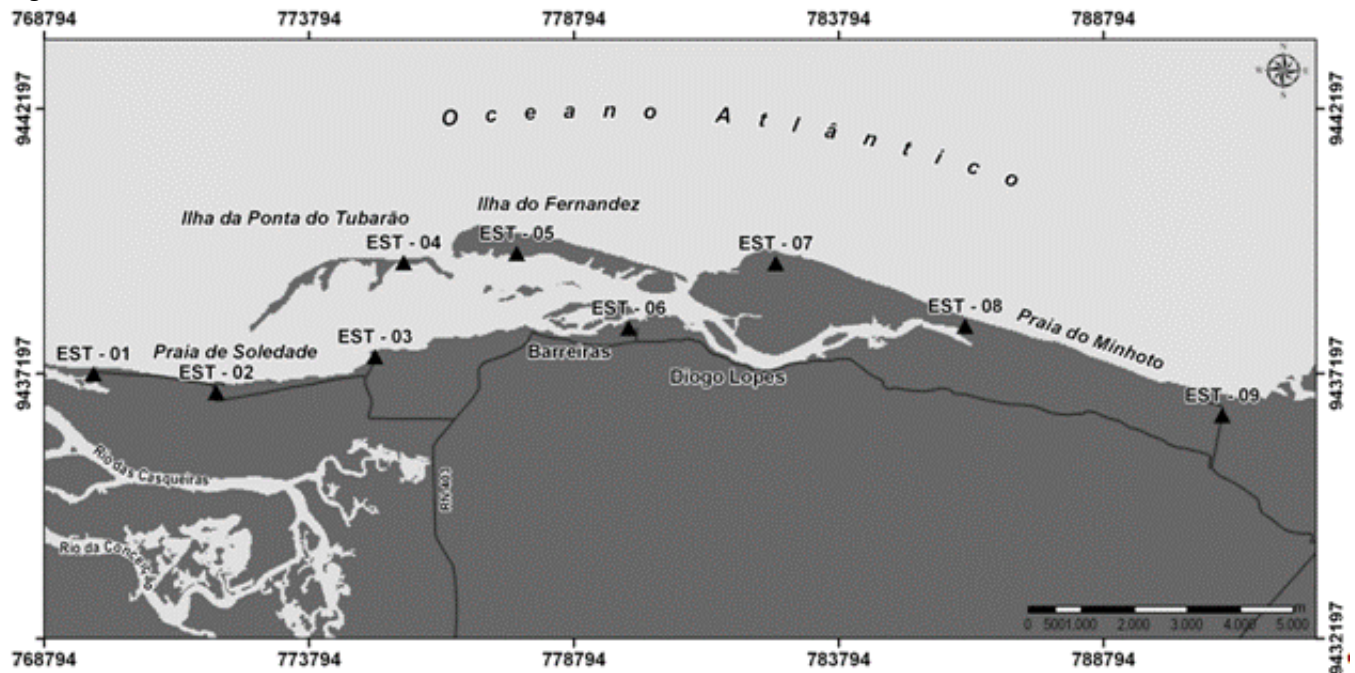 768794 773794 778794 783794 788794
9442197 9442197
Oceano Atlântico
Ilha do Fernandez
Ilha da Ponta do Tubarão
EST - 05
EST - 04
EST - 07
EST - 06
EST - 08
Praia do Minhoto
EST - 03
EST - 01
Praia de Soledade
Barreiras
EST - 02
Diogo Lopes
9437197 9437197
EST - 09
Rio das Casqueiras
Rio da Conceição
m
0 500 1.000 2.000 3.000 4.000 5.000
9432197
768794 773794 778794 783794 788794